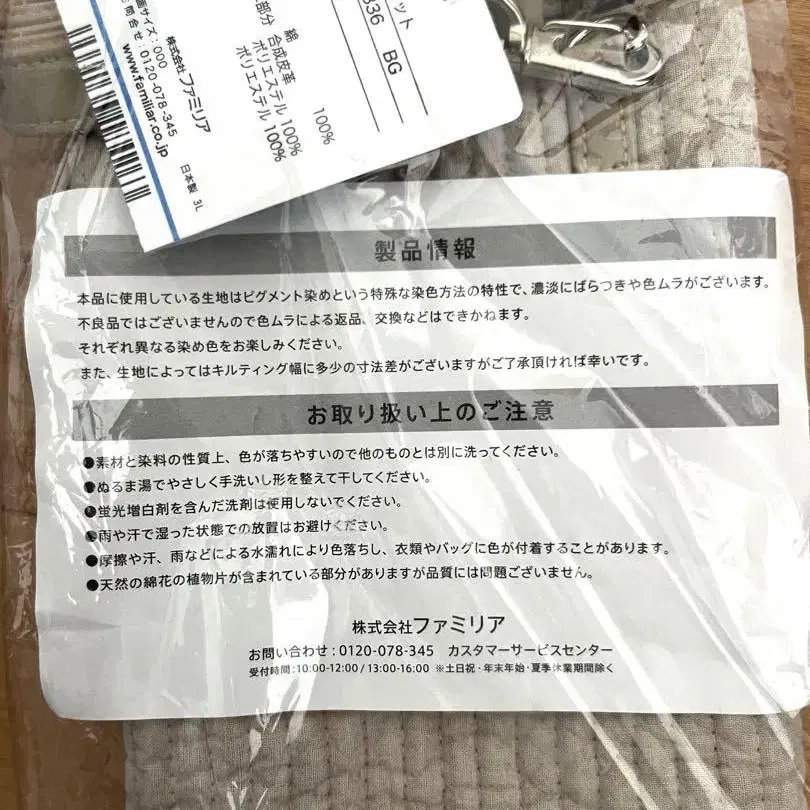 ット
336 BG
部分 綿 100%
合成皮革
ポリエステル 100%
ポリエステル 100%
サイズ:000
株式会社ファミリア
問合せ:0120-078-345
www.familiar.co.jp
日本製 3L
製品情報
本品に使用している生地はピグメント染めという特殊な染色方法の特性で、濃淡にばらつきや色ムラがございます。
不良品ではございませんので色ムラによる返品、交換などはできかねます。
それぞれ異なる染め色をお楽しみください。
また、生地によってはキルティング幅に多少の寸法差がございますがご了承頂ければ幸いです。
お取り扱い上のご注意
●素材と染料の性質上、色が落ちやすいので他のものとは別に洗ってください。
●ぬるま湯でやさしく手洗いし形を整えて干してください。
●蛍光増白剤を含んだ洗剤は使用しないでください。
●雨や汗で湿った状態での放置はお避けください。
●摩擦や汗、雨などによる水濡れにより色落ちし、衣類やバッグに色が付着することがあります。
●天然の綿花の植物片が含まれている部分がありますが品質には問題ございません。
株式会社ファミリア
お問い合わせ:0120-078-345 カスタマーサービスセンター
受付時間:10:00-12:00 / 13:00-16:00 ※土日祝・年末年始・夏季休業期間除く